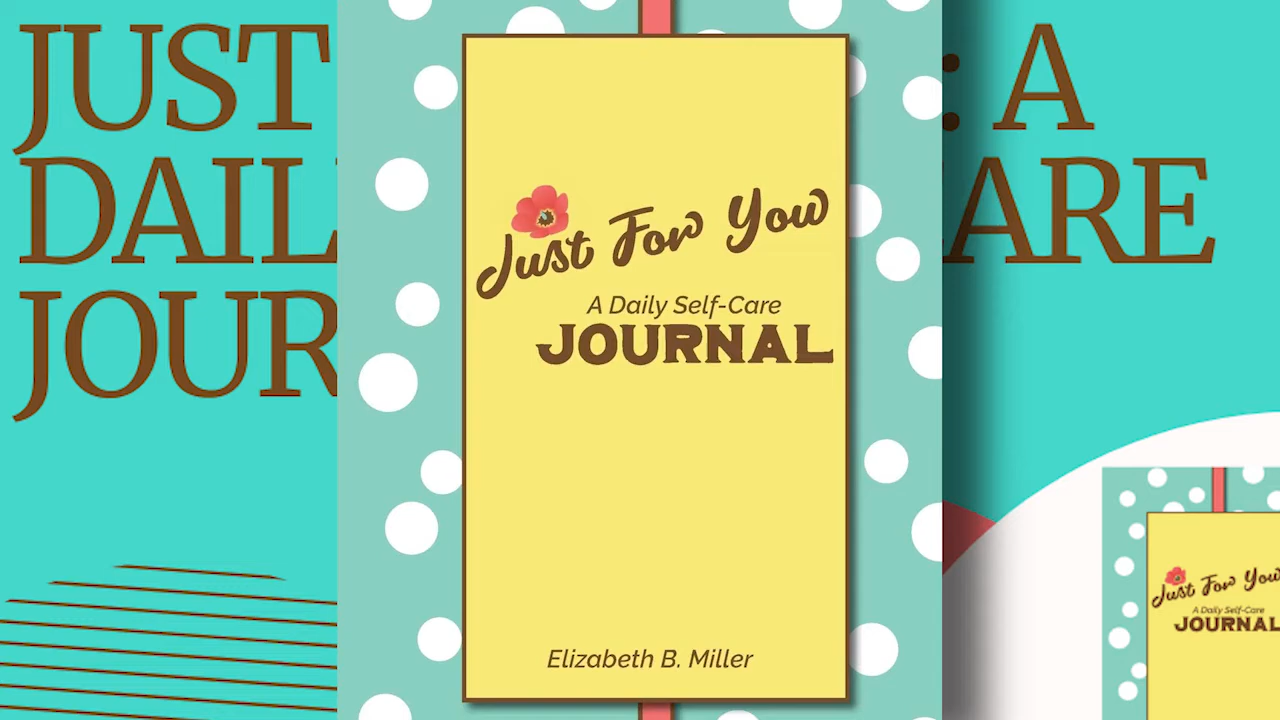 JUST : A
DAIL ARE
JOUR
Just For You
A Daily Self-Care
JOURNAL
Elizabeth B. Miller
Just For You
A Daily Self-Care
JOURNAL